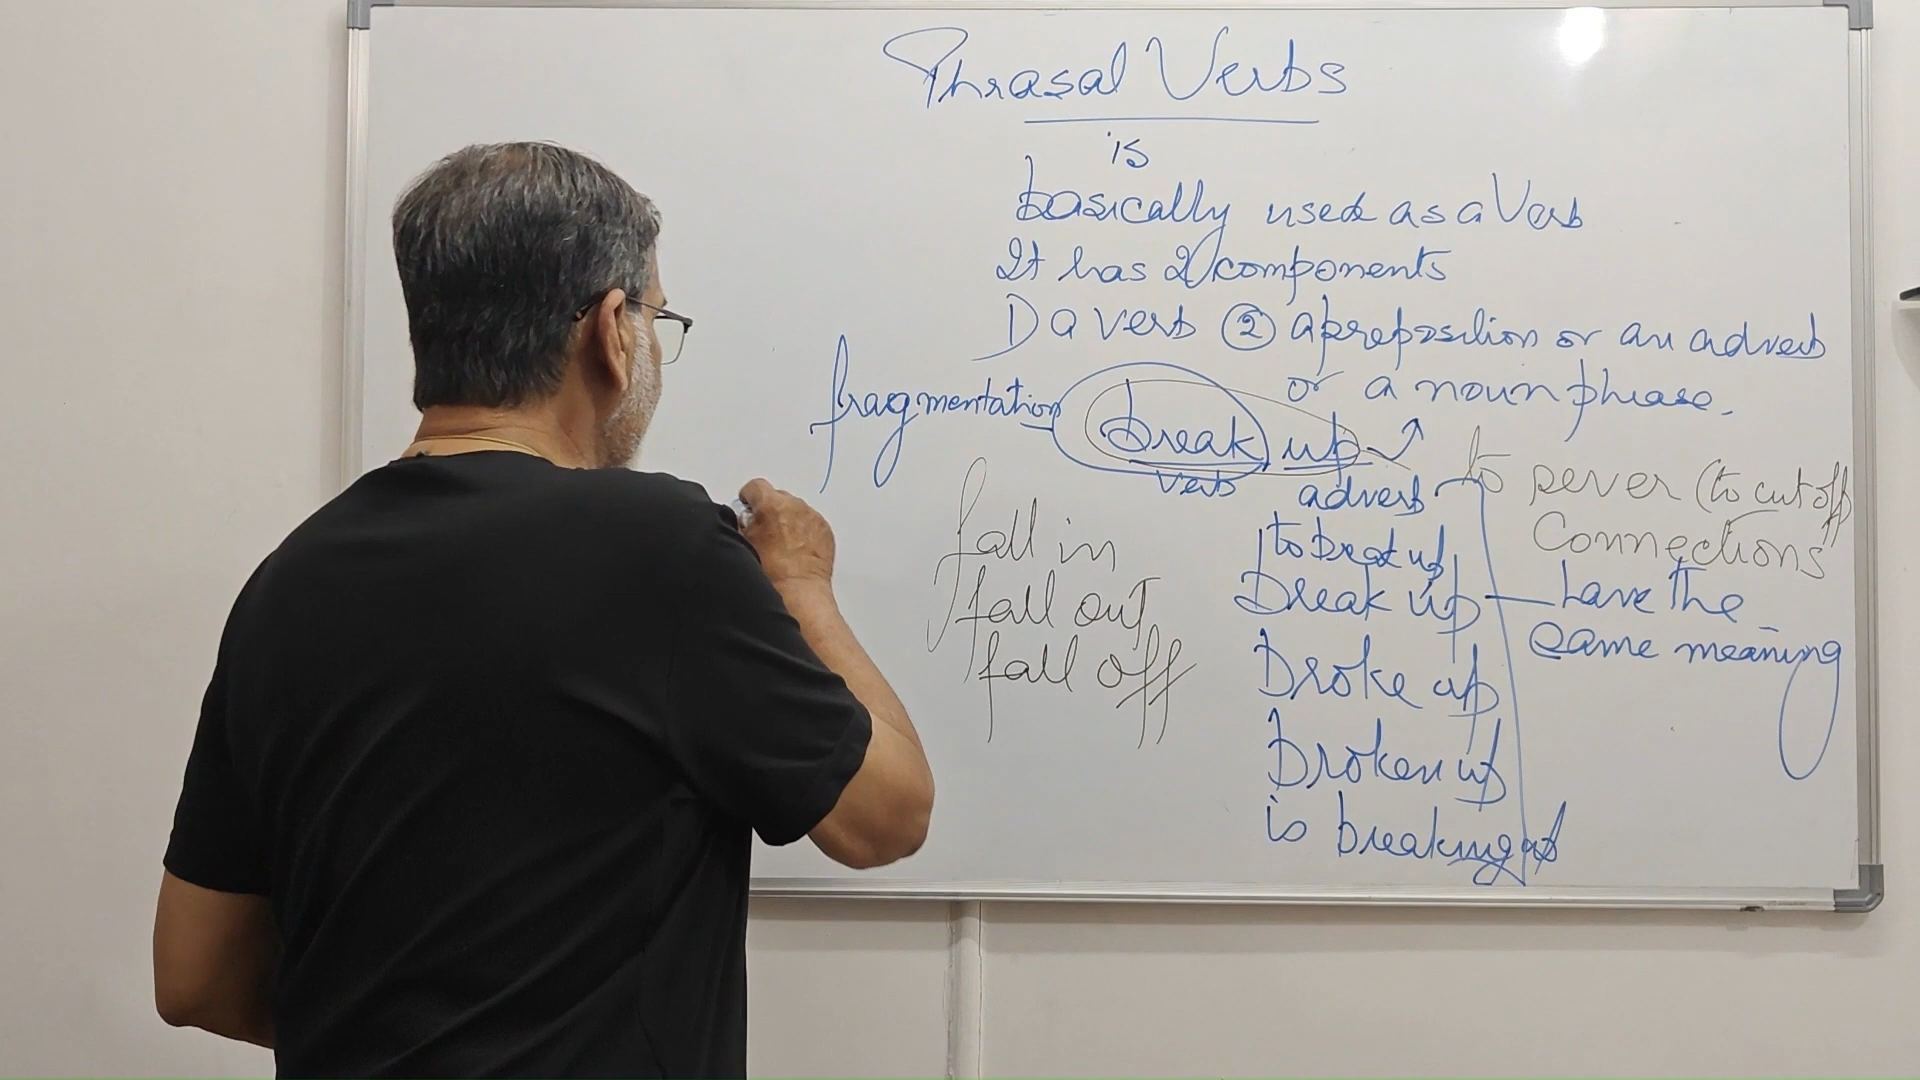 Phrasal Verbs
is
basically used as a Verb
It has 2 components
1) a verb ② a preposition or an adverb
or a noun phrase.
fragmentation break up
verb adverb
to sever (to cut off
Connections
fall in
fall out
fall off
to break up
Break up — have the
same meaning
Broke up
Broken up
is breaking up